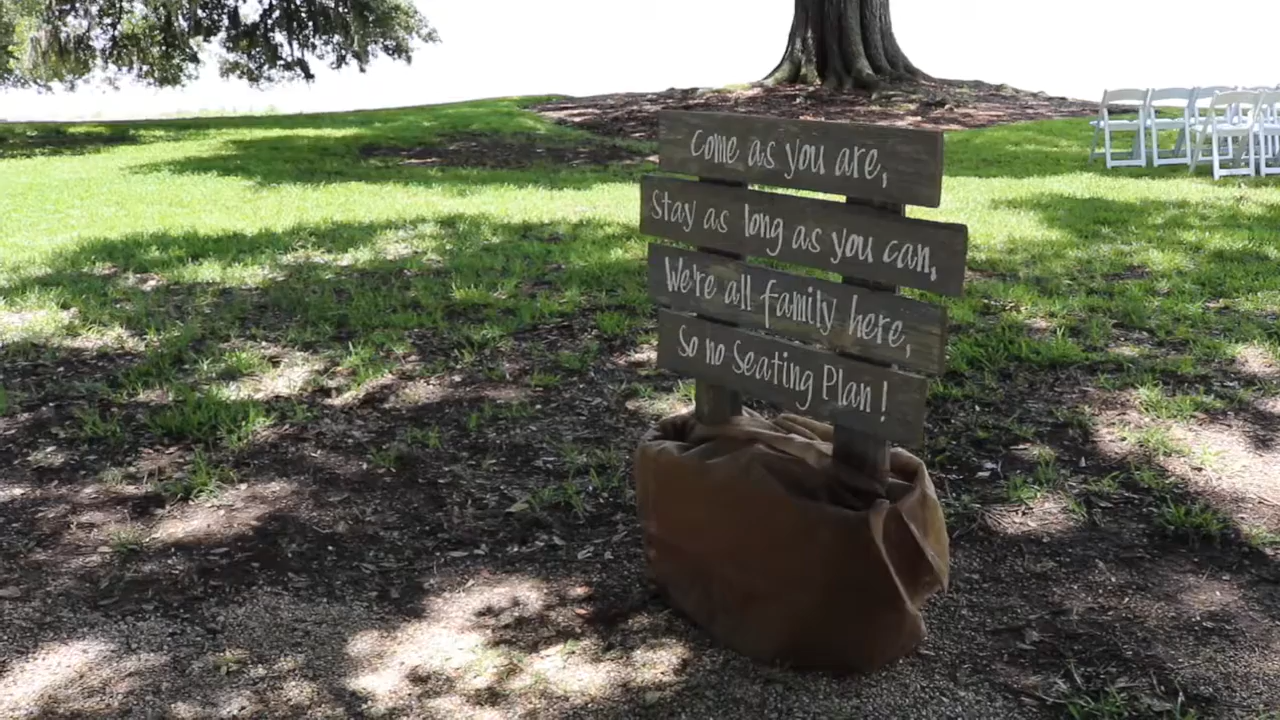 Come as you are,
Stay as long as you can,
We're all family here,
So no Seating Plan!